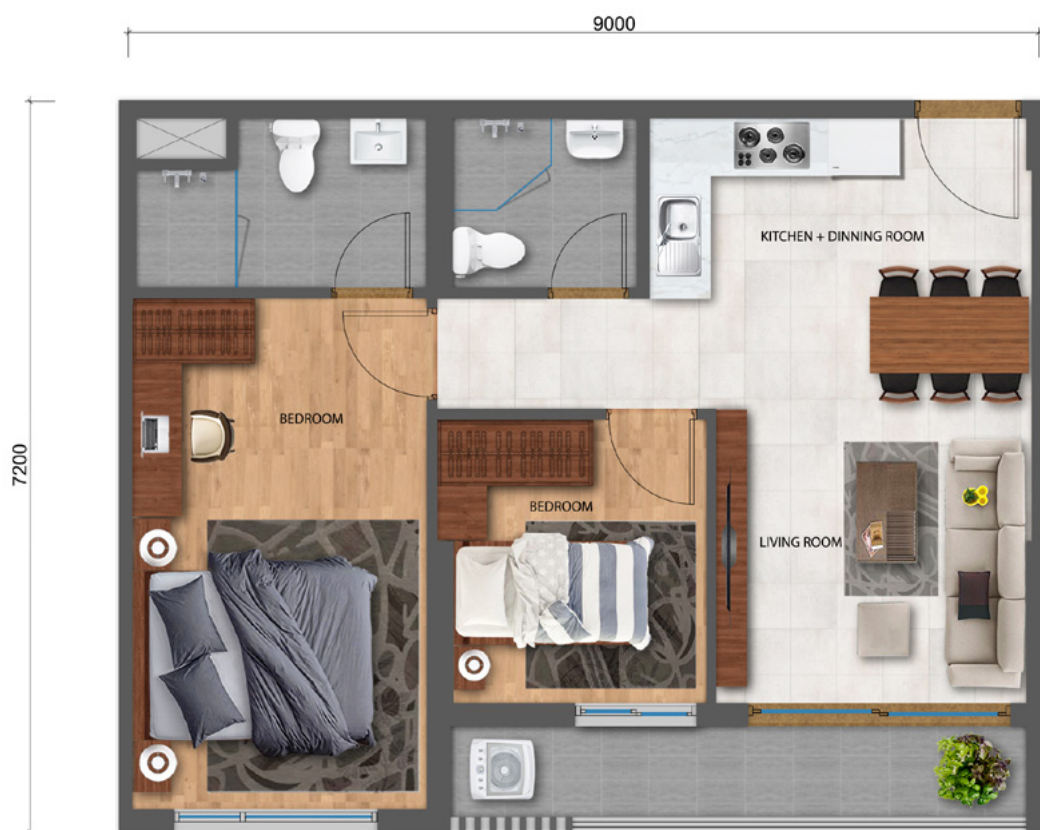 9000
7200
KITCHEN + DINNING ROOM
BEDROOM
BEDROOM
LIVING ROOM